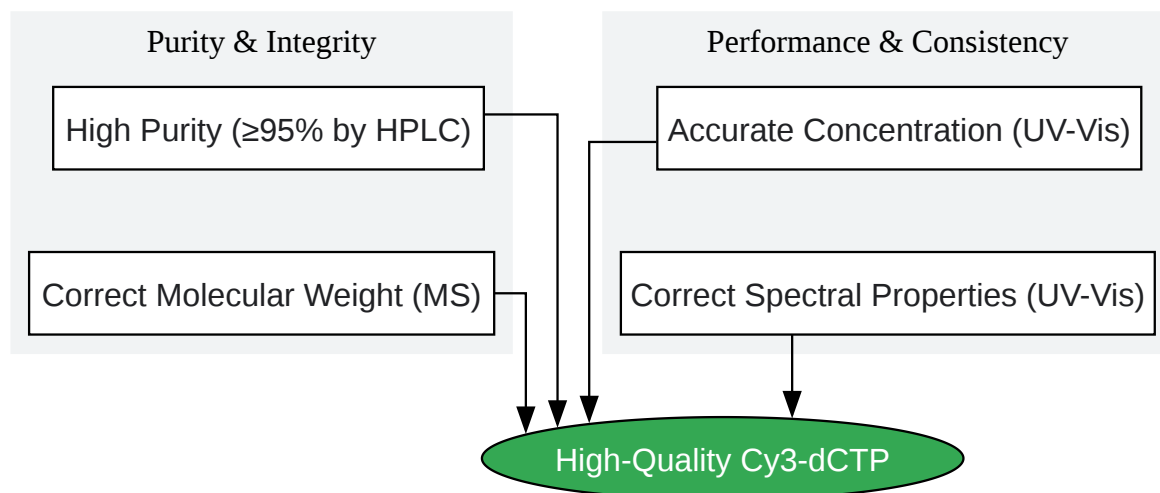 Purity & Integrity
High Purity (≥95% by HPLC)
Correct Molecular Weight (MS)
Performance & Consistency
Accurate Concentration (UV-Vis)
Correct Spectral Properties (UV-Vis)
High-Quality Cy3-dCTP